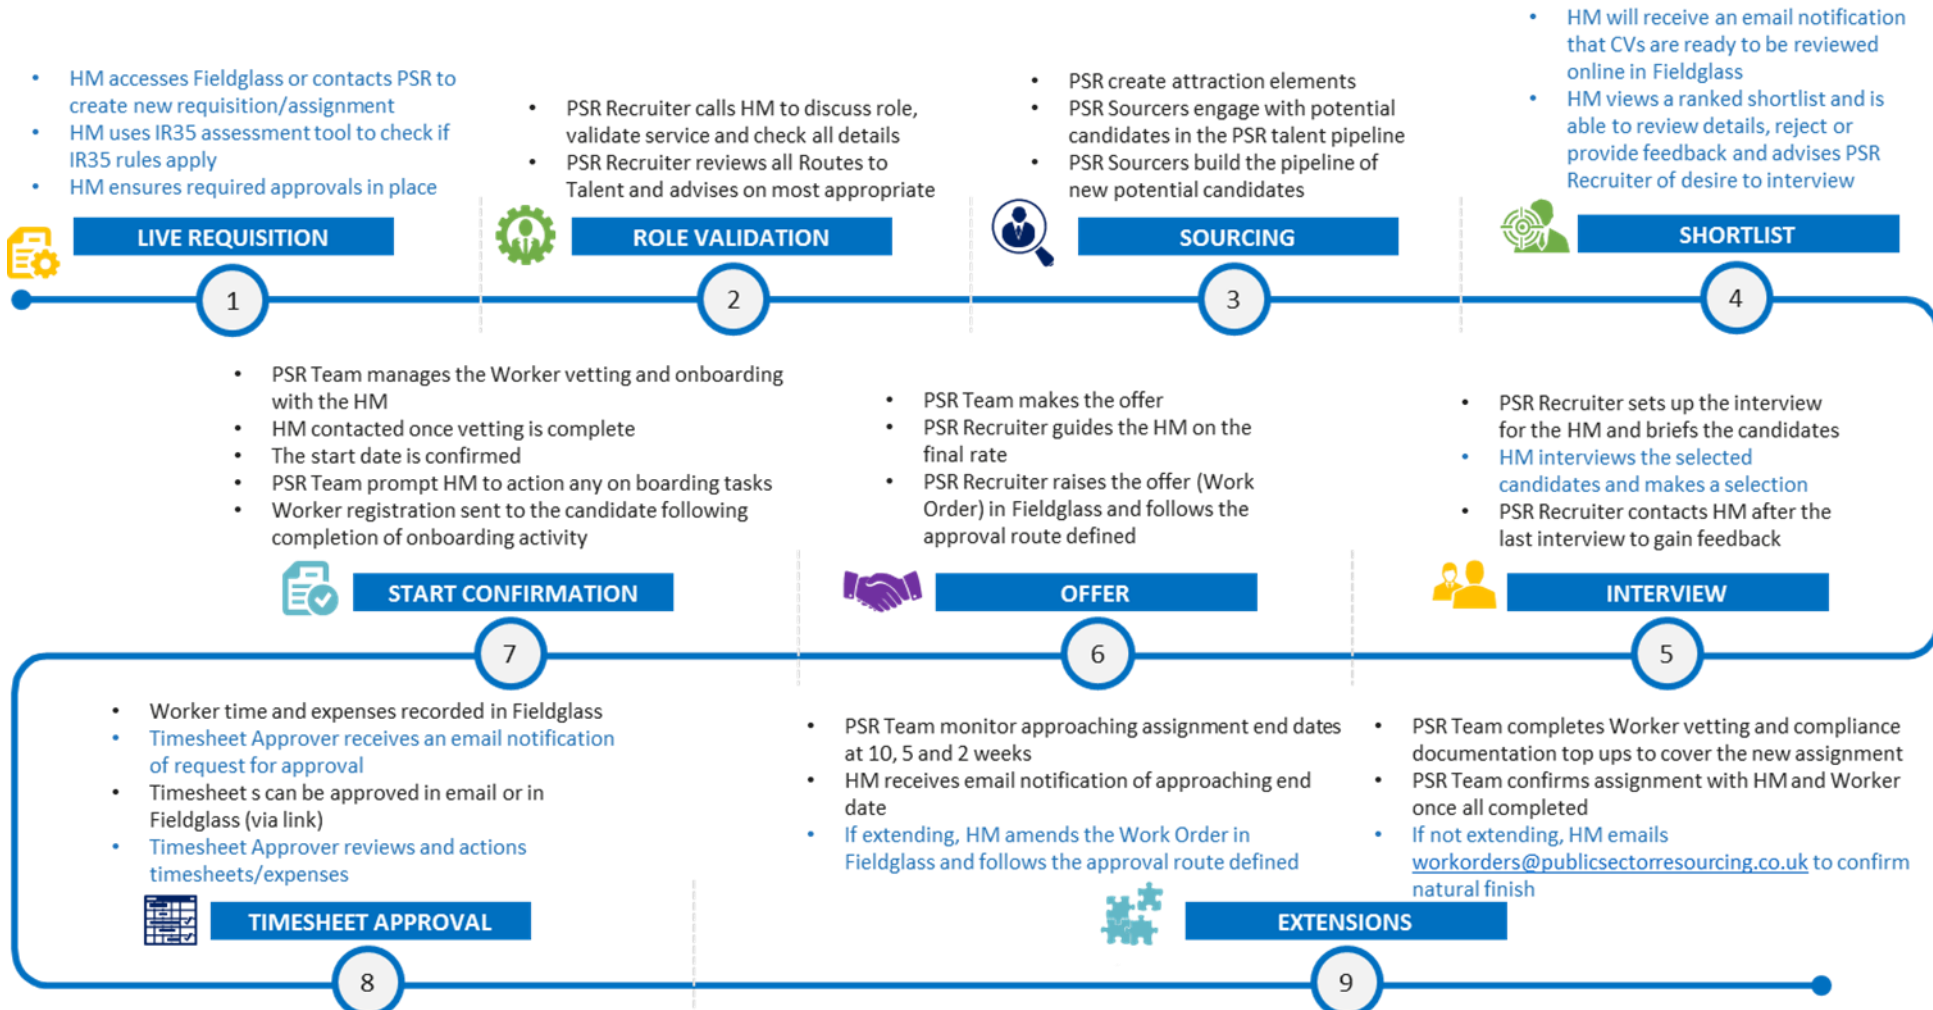 • HM accesses Fieldglass or contacts PSR to
create new requisition/assignment
• HM uses IR35 assessment tool to check if
IR35 rules apply
• HM ensures required approvals in place
LIVE REQUISITION
1
• PSR Recruiter calls HM to discuss role,
validate service and check all details
• PSR Recruiter reviews all Routes to
Talent and advises on most appropriate
ROLE VALIDATION
2
• PSR create attraction elements
• PSR Sourcers engage with potential
candidates in the PSR talent pipeline
• PSR Sourcers build the pipeline of
new potential candidates
SOURCING
3
• HM will receive an email notification
that CVs are ready to be reviewed
online in Fieldglass
• HM views a ranked shortlist and is
able to review details, reject or
provide feedback and advises PSR
Recruiter of desire to interview
SHORTLIST
4
• PSR Recruiter sets up the interview
for the HM and briefs the candidates
• HM interviews the selected
candidates and makes a selection
• PSR Recruiter contacts HM after the
last interview to gain feedback
INTERVIEW
5
• PSR Team makes the offer
• PSR Recruiter guides the HM on the
final rate
• PSR Recruiter raises the offer (Work
Order) in Fieldglass and follows the
approval route defined
OFFER
6
• PSR Team manages the Worker vetting and onboarding
with the HM
• HM contacted once vetting is complete
• The start date is confirmed
• PSR Team prompt HM to action any on boarding tasks
• Worker registration sent to the candidate following
completion of onboarding activity
START CONFIRMATION
7
• Worker time and expenses recorded in Fieldglass
• Timesheet Approver receives an email notification
of request for approval
• Timesheet s can be approved in email or in
Fieldglass (via link)
• Timesheet Approver reviews and actions
timesheets/expenses
TIMESHEET APPROVAL
8
• PSR Team monitor approaching assignment end dates
at 10, 5 and 2 weeks
• HM receives email notification of approaching end
date
• If extending, HM amends the Work Order in
Fieldglass and follows the approval route defined
• PSR Team completes Worker vetting and compliance
documentation top ups to cover the new assignment
• PSR Team confirms assignment with HM and Worker
once all completed
• If not extending, HM emails
workorders@publicsectorresourcing.co.uk to confirm
natural finish
EXTENSIONS
9